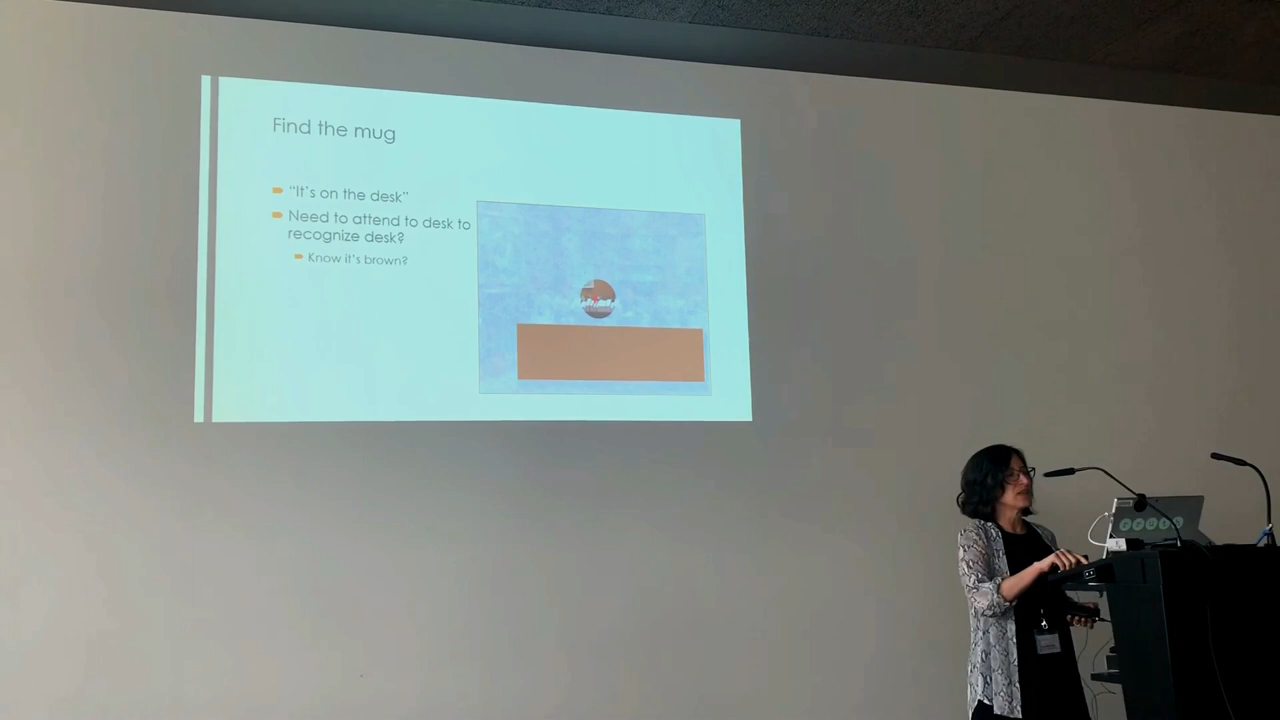 Find the mug
"It's on the desk"
Need to attend to desk to
recognize desk?
Know it's brown?